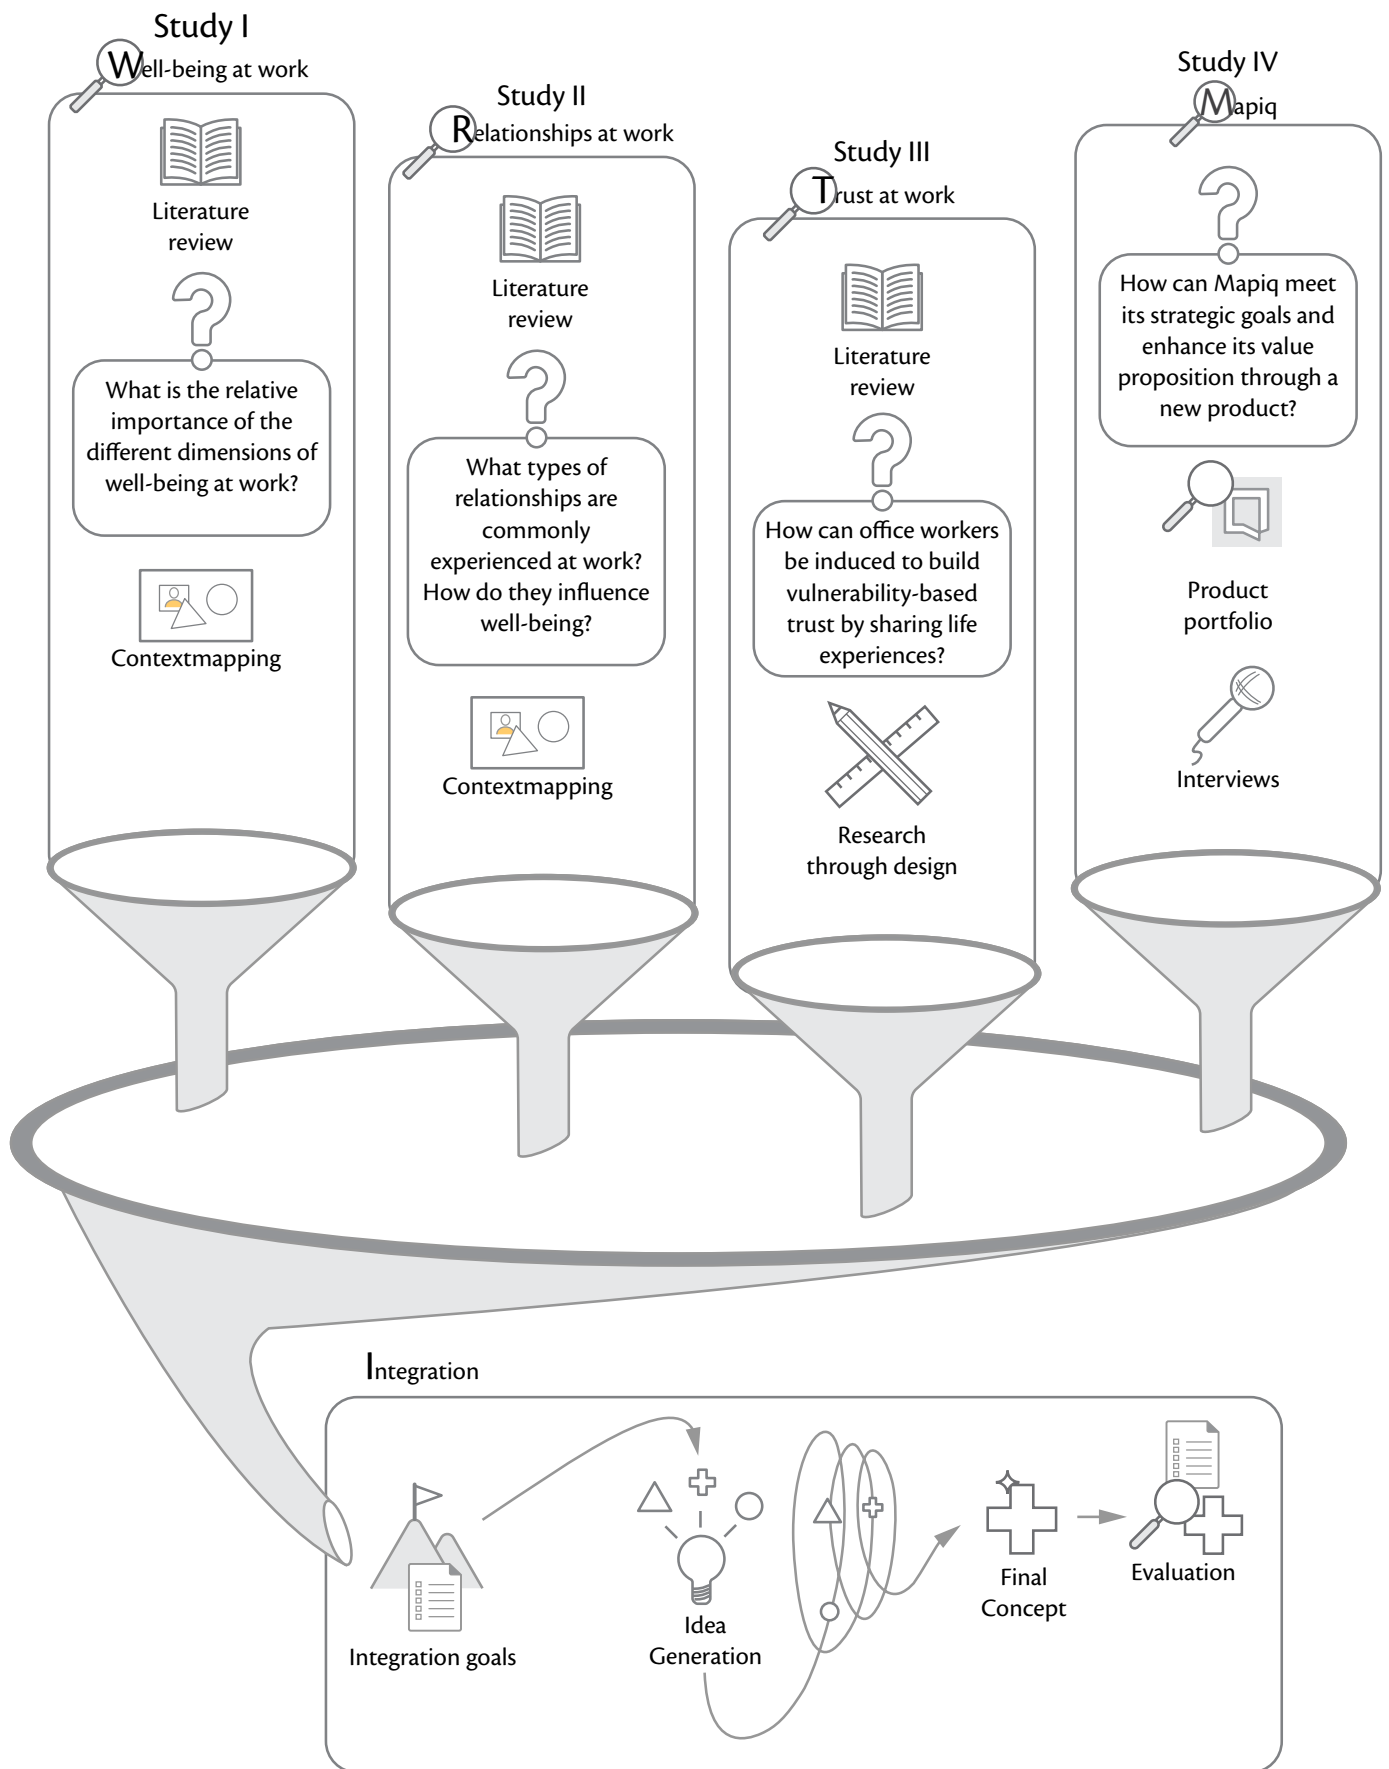 Study I
Well-being at work
Literature
review
What is the relative
importance of the
different dimensions of
well-being at work?
Contextmapping
Study II
Relationships at work
Literature
review
What types of
relationships are
commonly
experienced at work?
How do they influence
well-being?
Contextmapping
Study III
Trust at work
Literature
review
How can office workers
be induced to build
vulnerability-based
trust by sharing life
experiences?
Research
through design
Study IV
Mapiq
How can Mapiq meet
its strategic goals and
enhance its value
proposition through a
new product?
Product
portfolio
Interviews
Integration
Integration goals
Idea
Generation
Final
Concept
Evaluation